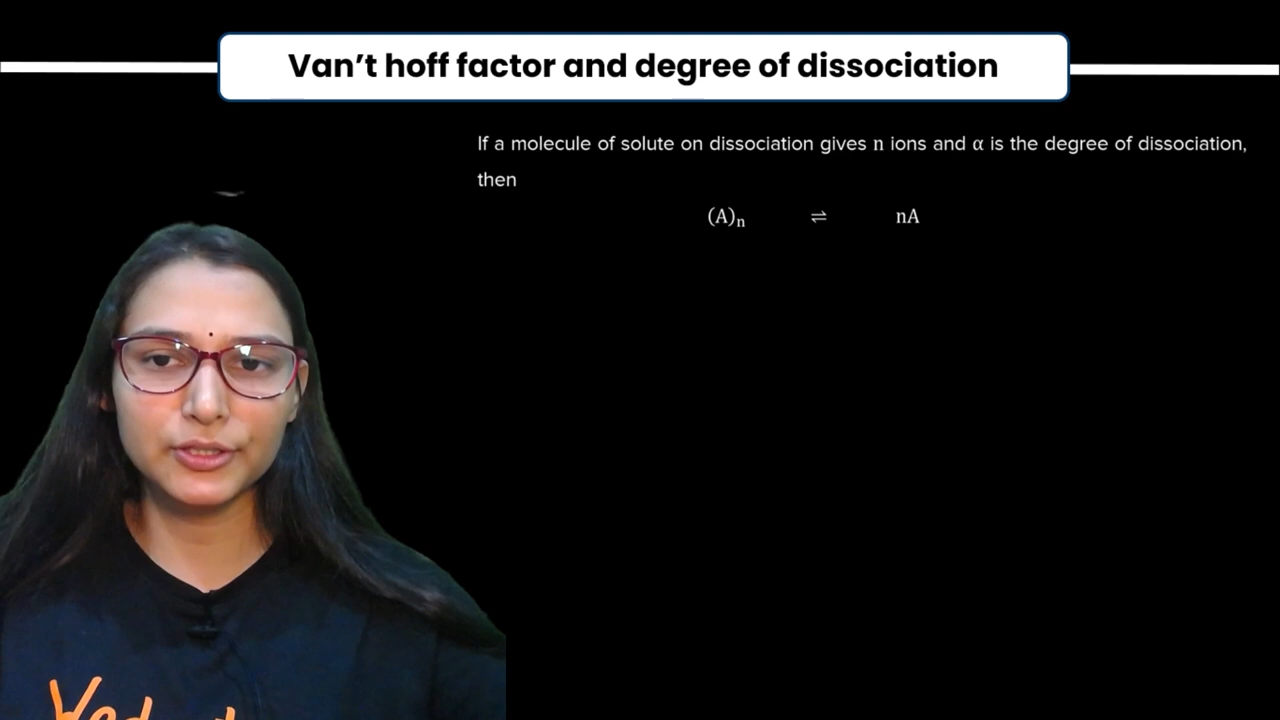 Van’t hoff factor and degree of dissociation
If a molecule of solute on dissociation gives n ions and α is the degree of dissociation,
then
(A)ₙ ⇌ nA